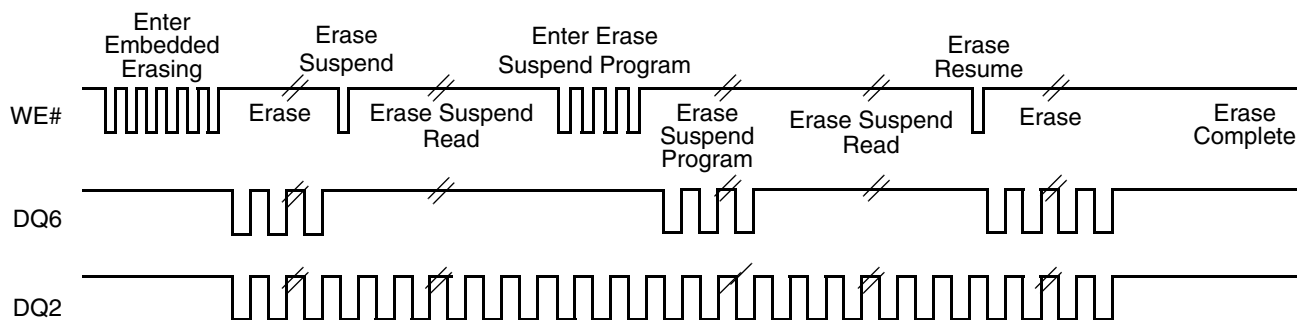 Enter
Embedded
Erasing
Erase
Suspend
Enter Erase
Suspend Program
Erase
Resume
WE#
Erase
Erase Suspend
Read
Erase
Suspend
Program
Erase Suspend
Read
Erase
Erase
Complete
DQ6
DQ2